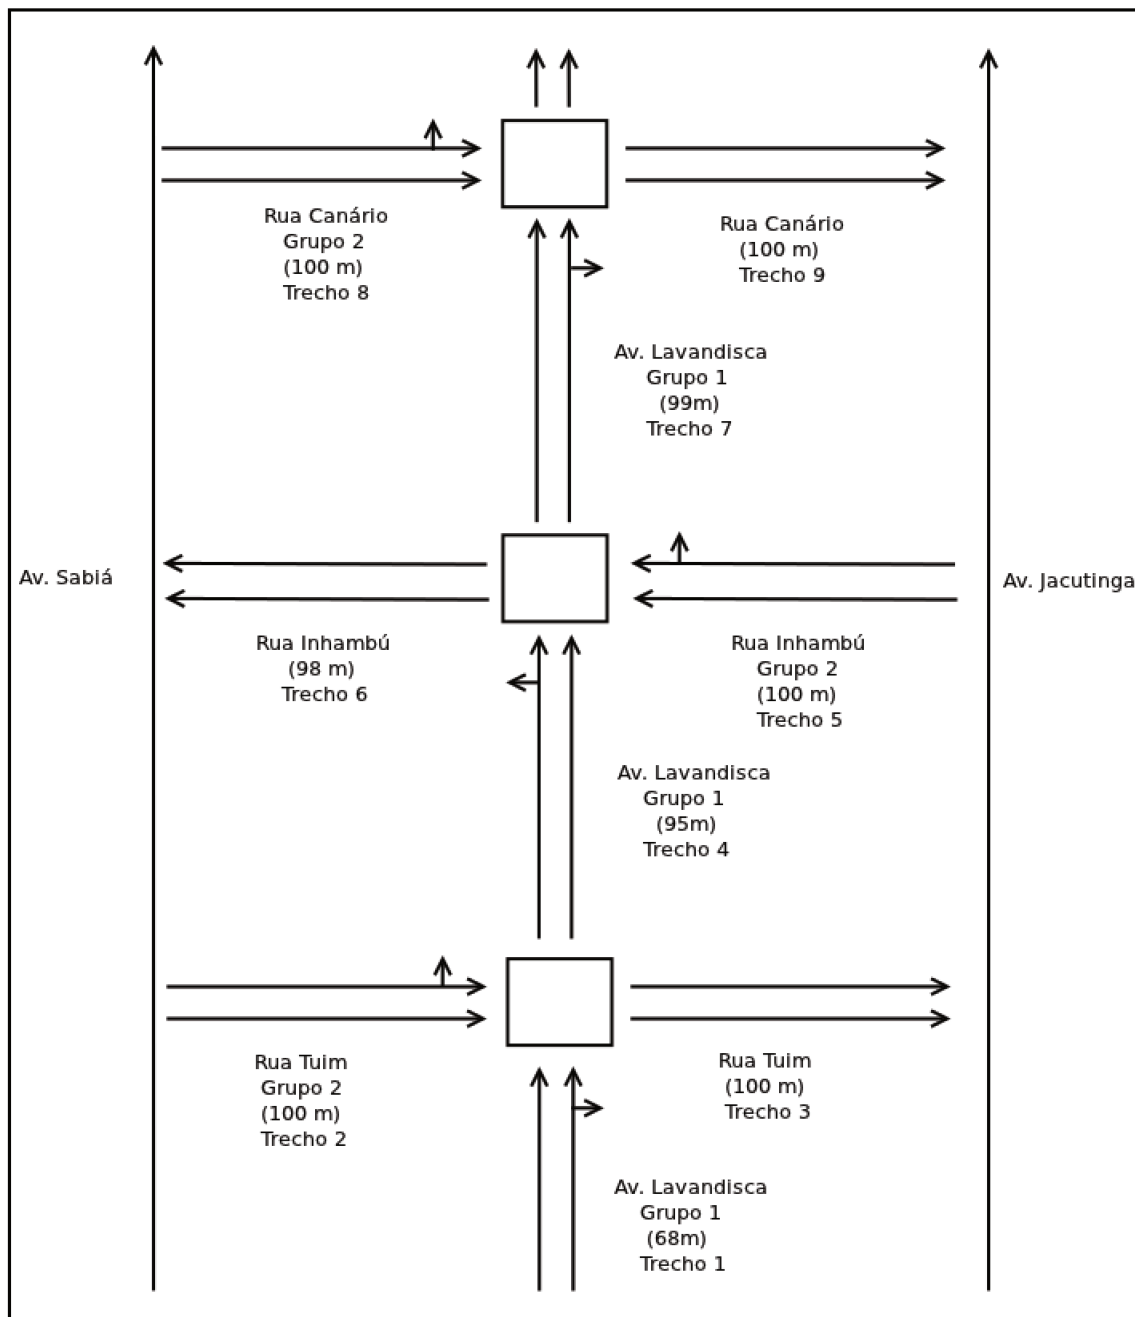 Rua Canário
Grupo 2
(100 m)
Trecho 8
Rua Canário
(100 m)
Trecho 9
Av. Lavandisca
Grupo 1
(99m)
Trecho 7
Av. Sabiá
Av. Jacutinga
Rua Inhambú
(98 m)
Trecho 6
Rua Inhambú
Grupo 2
(100 m)
Trecho 5
Av. Lavandisca
Grupo 1
(95m)
Trecho 4
Rua Tuim
Grupo 2
(100 m)
Trecho 2
Rua Tuim
(100 m)
Trecho 3
Av. Lavandisca
Grupo 1
(68m)
Trecho 1